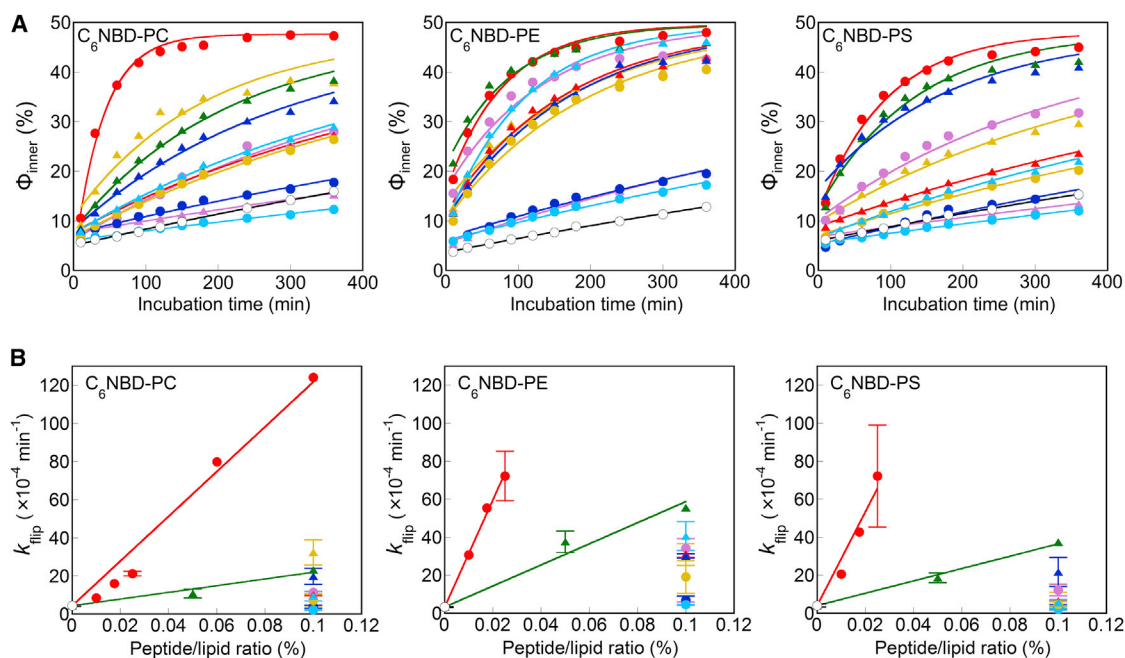 A
C6NBD-PC
C6NBD-PE
C6NBD-PS
Φinner (%)
50
40
30
20
10
0
0 100 200 300 400
Incubation time (min)
50
40
30
20
10
0
0 100 200 300 400
Incubation time (min)
50
40
30
20
10
0
0 100 200 300 400
Incubation time (min)
B
C6NBD-PC
C6NBD-PE
C6NBD-PS
kflip (×10⁻⁴ min⁻¹)
120
100
80
60
40
20
0
0 0.02 0.04 0.06 0.08 0.1 0.12
Peptide/lipid ratio (%)
kflip (×10⁻⁴ min⁻¹)
120
100
80
60
40
20
0
0 0.02 0.04 0.06 0.08 0.1 0.12
Peptide/lipid ratio (%)
kflip (×10⁻⁴ min⁻¹)
120
100
80
60
40
20
0
0 0.02 0.04 0.06 0.08 0.1 0.12
Peptide/lipid ratio (%)